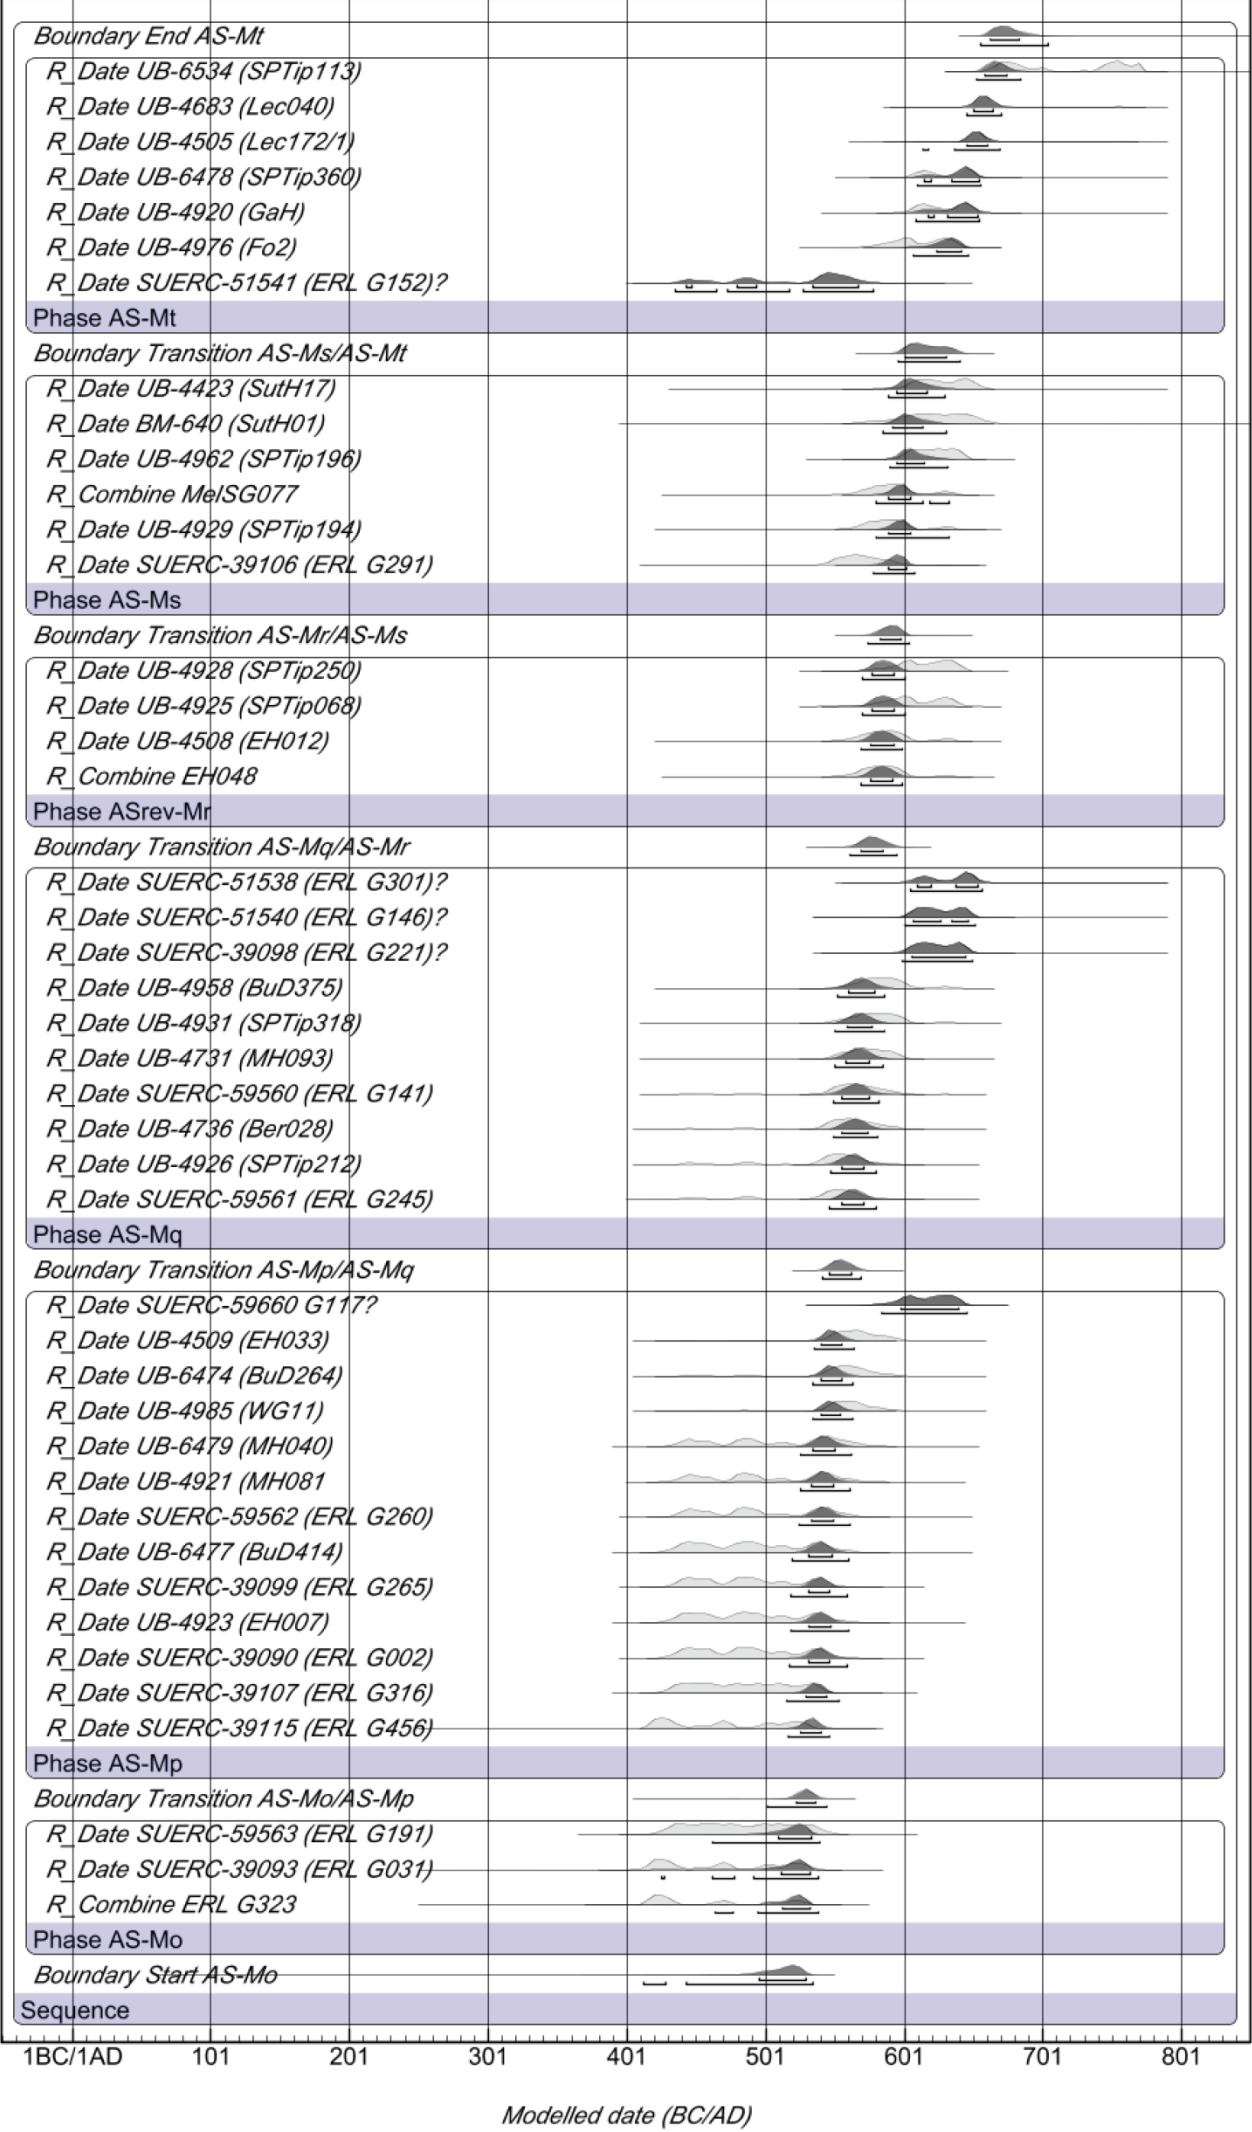 Boundary End AS-Mt
R_Date UB-6534 (SPTip113)
R_Date UB-4683 (Lec040)
R_Date UB-4505 (Lec172/1)
R_Date UB-6478 (SPTip360)
R_Date UB-4920 (GaH)
R_Date UB-4976 (Fo2)
R_Date SUERC-51541 (ERL G152)?
Phase AS-Mt
Boundary Transition AS-Ms/AS-Mt
R_Date UB-4423 (SutH17)
R_Date BM-640 (SutH01)
R_Date UB-4962 (SPTip196)
R_Combine MelSG077
R_Date UB-4929 (SPTip194)
R_Date SUERC-39106 (ERL G291)
Phase AS-Ms
Boundary Transition AS-Mr/AS-Ms
R_Date UB-4928 (SPTip250)
R_Date UB-4925 (SPTip068)
R_Date UB-4508 (EH012)
R_Combine EH048
Phase ASrev-Mr
Boundary Transition AS-Mq/AS-Mr
R_Date SUERC-51538 (ERL G301)?
R_Date SUERC-51540 (ERL G146)?
R_Date SUERC-39098 (ERL G221)?
R_Date UB-4958 (BuD375)
R_Date UB-4931 (SPTip318)
R_Date UB-4731 (MH093)
R_Date SUERC-59560 (ERL G141)
R_Date UB-4736 (Ber028)
R_Date UB-4926 (SPTip212)
R_Date SUERC-59561 (ERL G245)
Phase AS-Mq
Boundary Transition AS-Mp/AS-Mq
R_Date SUERC-59660 G117?
R_Date UB-4509 (EH033)
R_Date UB-6474 (BuD264)
R_Date UB-4985 (WG11)
R_Date UB-6479 (MH040)
R_Date UB-4921 (MH081
R_Date SUERC-59562 (ERL G260)
R_Date UB-6477 (BuD414)
R_Date SUERC-39099 (ERL G265)
R_Date UB-4923 (EH007)
R_Date SUERC-39090 (ERL G002)
R_Date SUERC-39107 (ERL G316)
R_Date SUERC-39115 (ERL G456)
Phase AS-Mp
Boundary Transition AS-Mo/AS-Mp
R_Date SUERC-59563 (ERL G191)
R_Date SUERC-39093 (ERL G031)
R_Combine ERL G323
Phase AS-Mo
Boundary Start AS-Mo
Sequence
1BC/1AD 101 201 301 401 501 601 701 801
Modelled date (BC/AD)